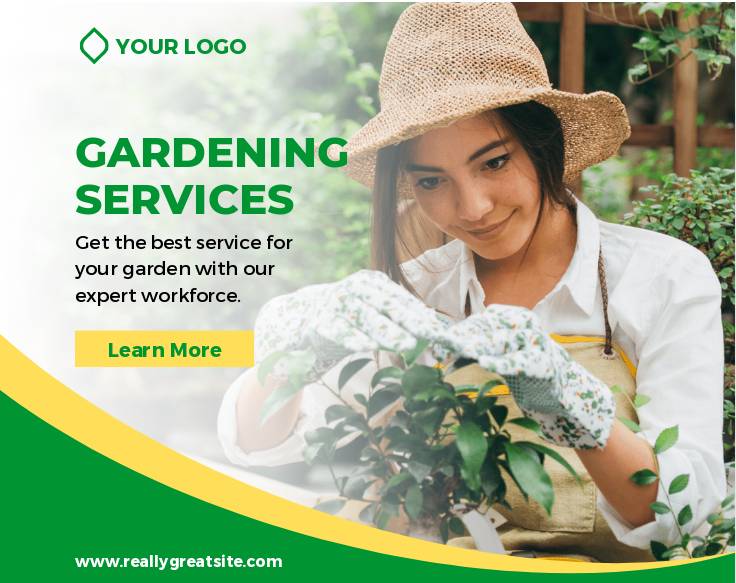 YOUR LOGO
GARDENING
SERVICES
Get the best service for
your garden with our
expert workforce.
Learn More
www.reallygreatsite.com